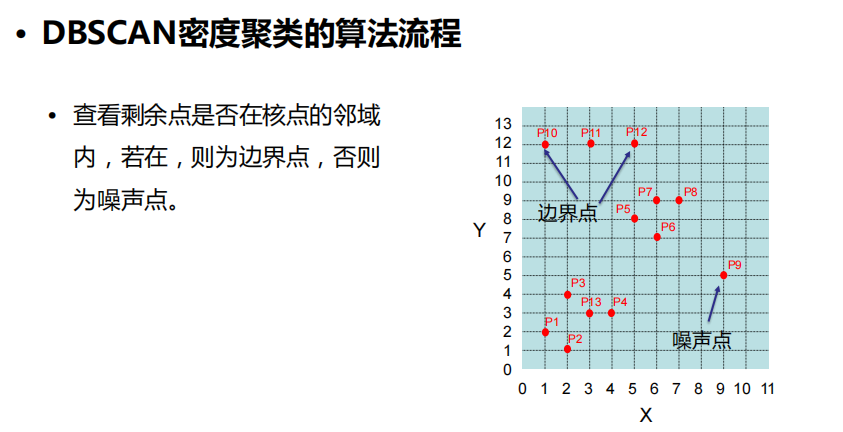 • DBSCAN密度聚类的算法流程
• 查看剩余点是否在核点的邻域
内，若在，则为边界点，否则
为噪声点。
13
12
11
10
9
8
7
6
5
4
3
2
1
0
Y
P10 P11 P12
P7 P8
P5
P6
边界点
P9
P3
P13 P4
P1
P2
噪声点
0 1 2 3 4 5 6 7 8 9 10 11
X